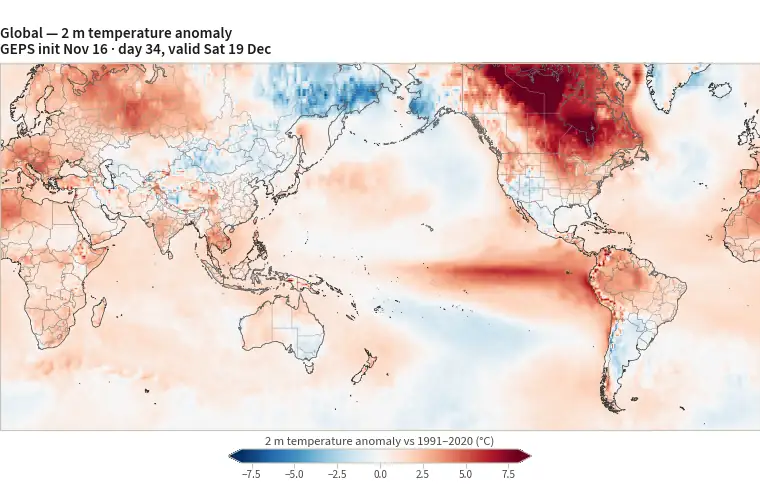 Global — 2 m temperature anomaly
GEPS init Nov 16 · day 34, valid Sat 19 Dec
2 m temperature anomaly vs 1991–2020 (°C)
−7.5 −5.0 −2.5 0.0 2.5 5.0 7.5